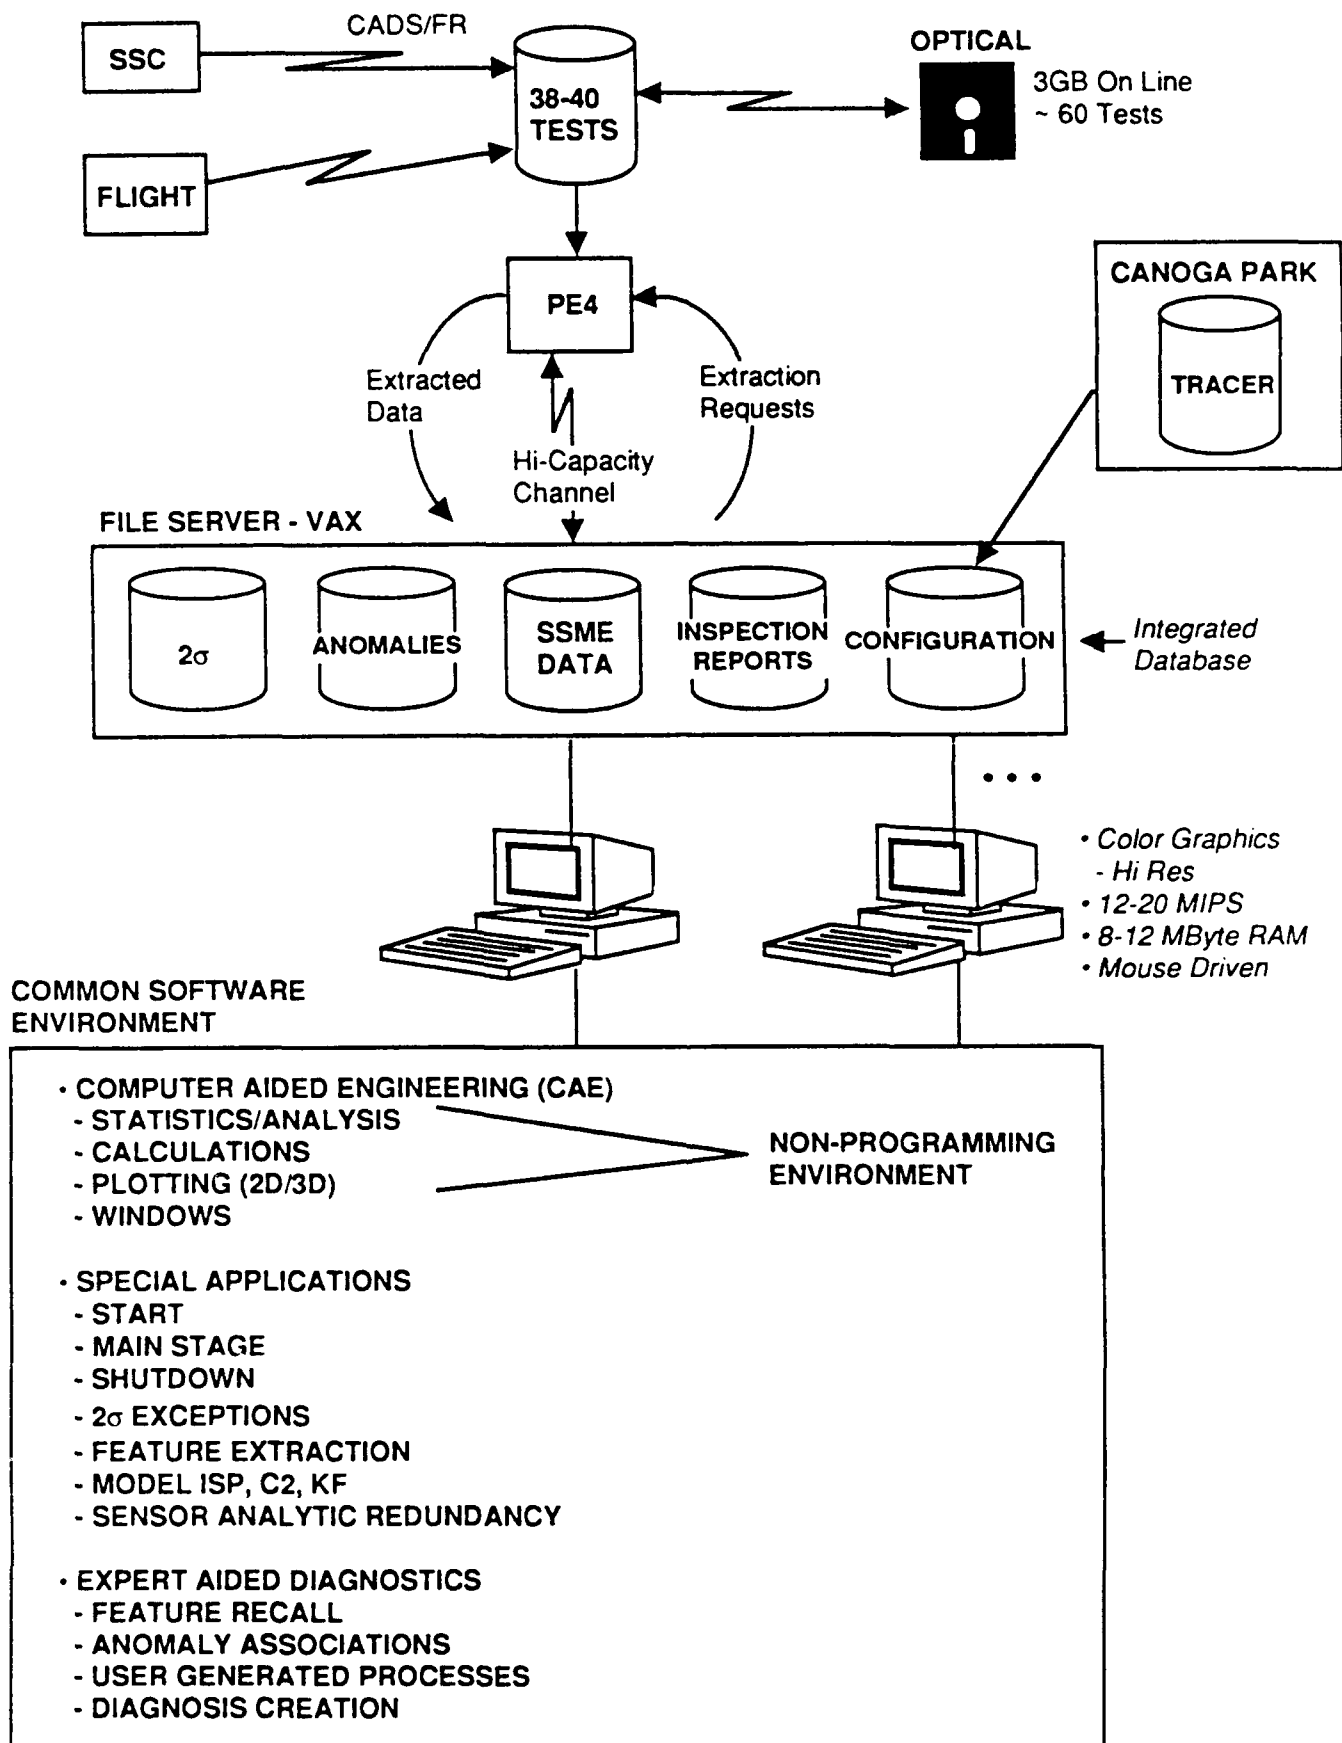 CADS/FR
SSC
38-40
TESTS
OPTICAL
3GB On Line
~ 60 Tests
FLIGHT
PE4
CANOGA PARK
TRACER
Extracted
Data
Extraction
Requests
Hi-Capacity
Channel
FILE SERVER - VAX
2σ
ANOMALIES
SSME
DATA
INSPECTION
REPORTS
CONFIGURATION
Integrated
Database
• • •
• Color Graphics
- Hi Res
• 12-20 MIPS
• 8-12 MByte RAM
• Mouse Driven
COMMON SOFTWARE
ENVIRONMENT
• COMPUTER AIDED ENGINEERING (CAE)
- STATISTICS/ANALYSIS
- CALCULATIONS
- PLOTTING (2D/3D)
- WINDOWS
NON-PROGRAMMING
ENVIRONMENT
• SPECIAL APPLICATIONS
- START
- MAIN STAGE
- SHUTDOWN
- 2σ EXCEPTIONS
- FEATURE EXTRACTION
- MODEL ISP, C2, KF
- SENSOR ANALYTIC REDUNDANCY
• EXPERT AIDED DIAGNOSTICS
- FEATURE RECALL
- ANOMALY ASSOCIATIONS
- USER GENERATED PROCESSES
- DIAGNOSIS CREATION